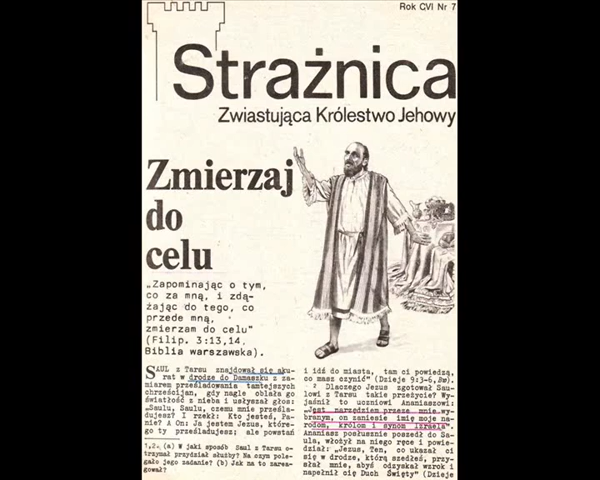 Rok CVI Nr 7
Strażnica
Zwiastująca Królestwo Jehowy
Zmierzaj
do
celu
„Zapominając o tym,
co za mną, i zdą-
żając do tego, co
przede mną,
zmierzam do celu”
(Filip. 3:13,14,
Biblia warszawska).
SAUL z Tarsu znajdował się aku-
rat w drodze do Damaszku z za-
miarem prześladowania tamtejszych
chrześcijan, gdy nagle oblała go
światłość z nieba i usłyszał głos:
„Saulu, Saulu, czemu mnie prześla-
dujesz? I rzekł: Kto jesteś, Pa-
nie? A On: Ja jestem Jezus, które-
go ty prześladujesz; ale powstań
1,2. (a) W jaki sposób Saul z Tarsu o-
trzymał przydział służby? Na czym pole-
gało jego zadanie? (b) Jak na to zarea-
gował?
i idź do miasta, tam ci powiedzą,
co masz czynić” (Dzieje 9:3-6, Bw).
2 Dlaczego Jezus zgotował Sau-
lowi z Tarsu takie przeżycie? Wy-
jaśnił to uczniowi Ananiaszowi:
„Jest narzędziem przeze mnie wy-
branym, on zaniesie imię moje na-
rodom, królom i synom Izraela”.
Ananiasz posłusznie poszedł do Sa-
ula, włożył na niego ręce i powie-
dział: „Jezus, Ten, co ukazał ci
się w drodze, którą szedłeś, przy-
słał mnie, abyś odzyskał wzrok i
napełnił cię Duch Święty” (Dzieje